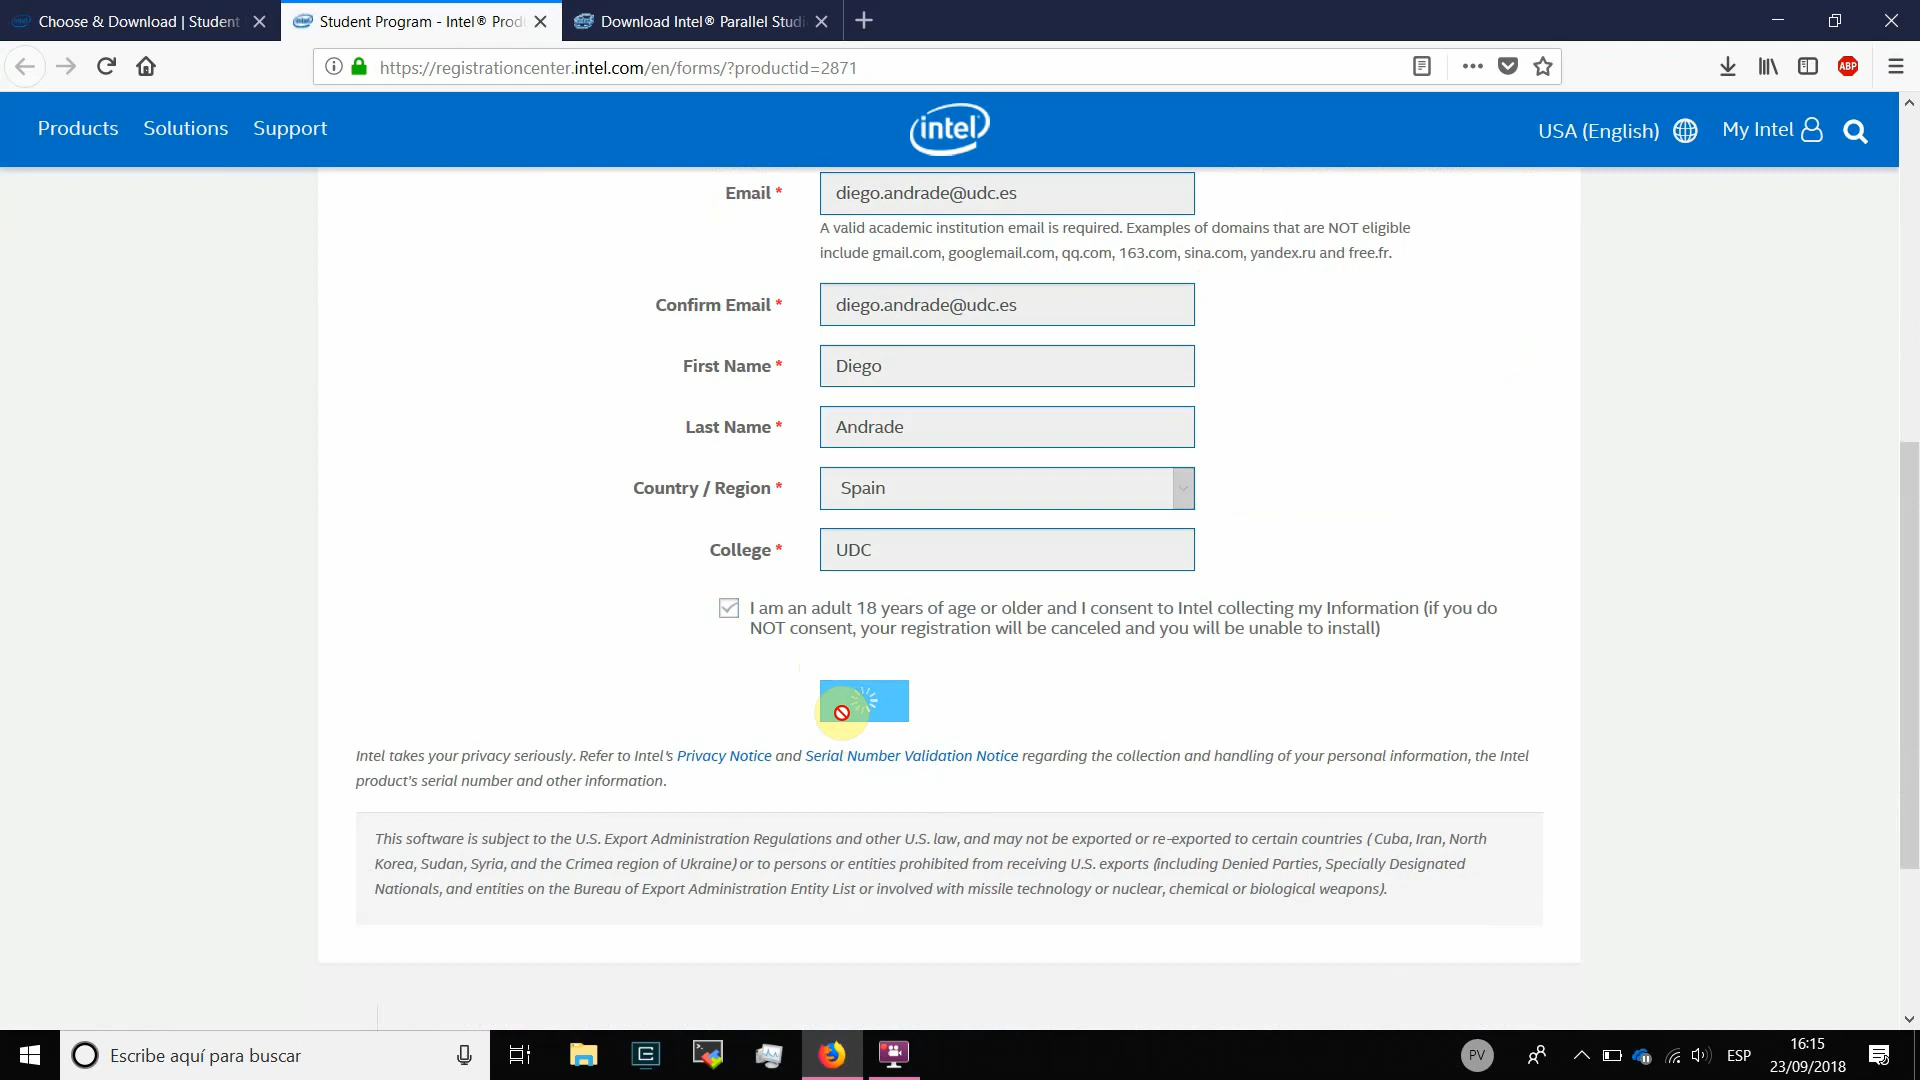 Choose & Download | Student
Student Program - Intel® Prod
Download Intel® Parallel Studi
https://registrationcenter.intel.com/en/forms/?productid=2871
ABP
Products Solutions Support
intel
USA (English) My Intel
Email * diego.andrade@udc.es
A valid academic institution email is required. Examples of domains that are NOT eligible
include gmail.com, googlemail.com, qq.com, 163.com, sina.com, yandex.ru and free.fr.
Confirm Email * diego.andrade@udc.es
First Name * Diego
Last Name * Andrade
Country / Region * Spain
College * UDC
I am an adult 18 years of age or older and I consent to Intel collecting my Information (if you do
NOT consent, your registration will be canceled and you will be unable to install)
Intel takes your privacy seriously. Refer to Intel's Privacy Notice and Serial Number Validation Notice regarding the collection and handling of your personal information, the Intel
product's serial number and other information.
This software is subject to the U.S. Export Administration Regulations and other U.S. law, and may not be exported or re-exported to certain countries ( Cuba, Iran, North
Korea, Sudan, Syria, and the Crimea region of Ukraine) or to persons or entities prohibited from receiving U.S. exports (including Denied Parties, Specially Designated
Nationals, and entities on the Bureau of Export Administration Entity List or involved with missile technology or nuclear, chemical or biological weapons).
Escribe aquí para buscar
PV
ESP
16:15
23/09/2018